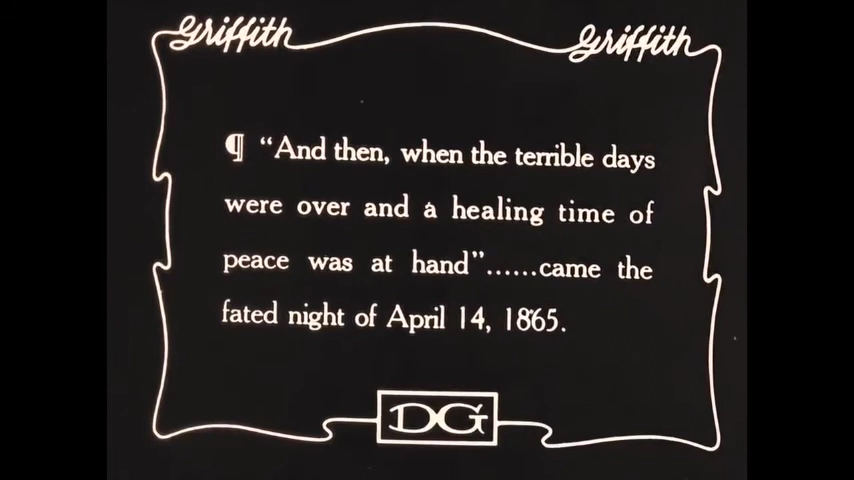 Griffith Griffith
¶ “And then, when the terrible days
were over and a healing time of
peace was at hand”......came the
fated night of April 14, 1865.
DG